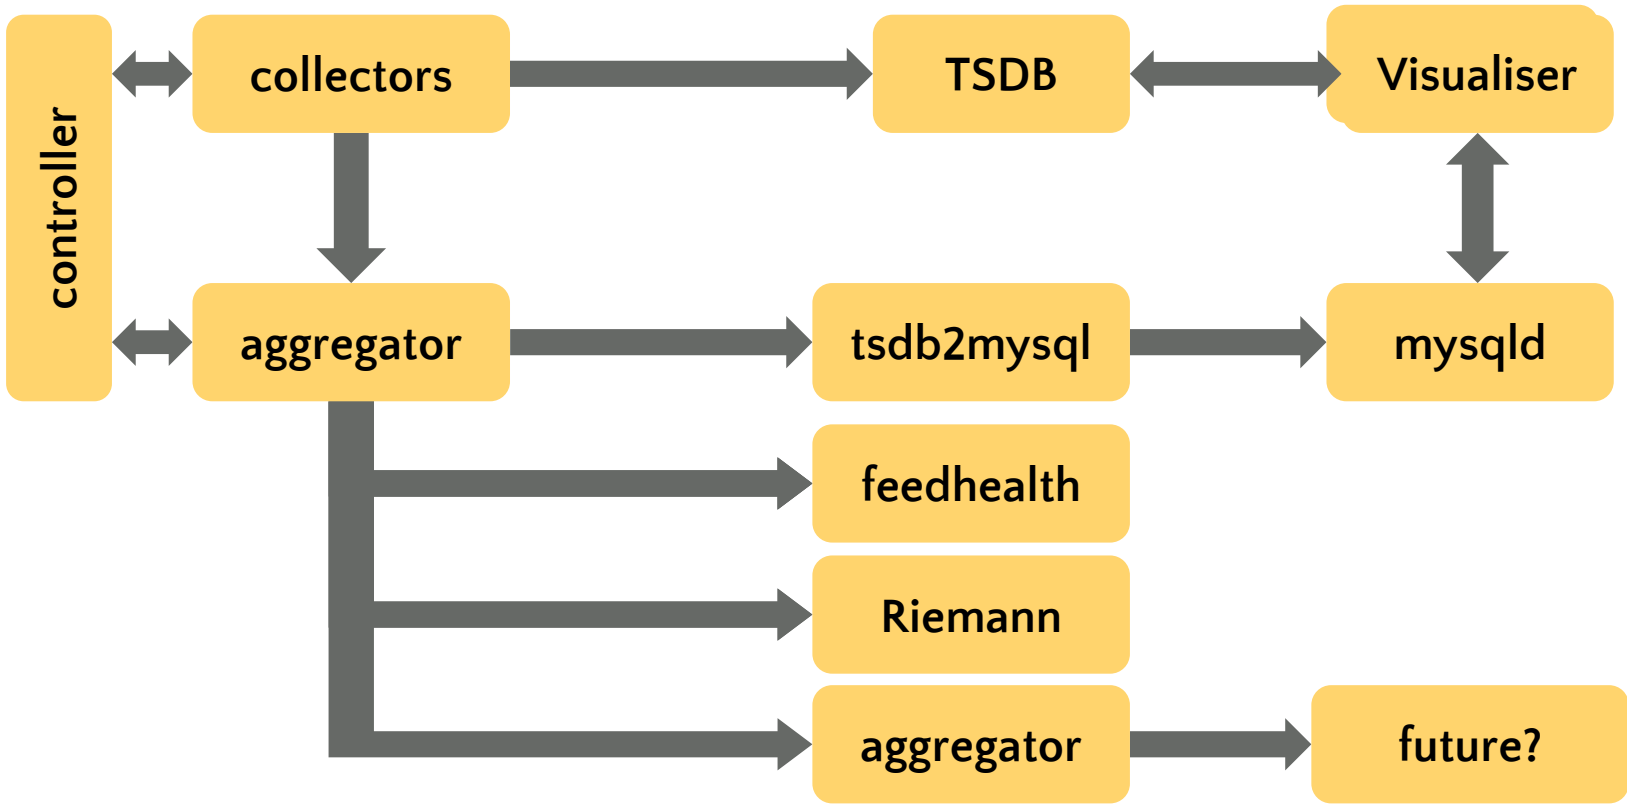 controller
collectors
TSDB
Visualiser
aggregator
tsdb2mysql
mysqld
feedhealth
Riemann
aggregator
future?